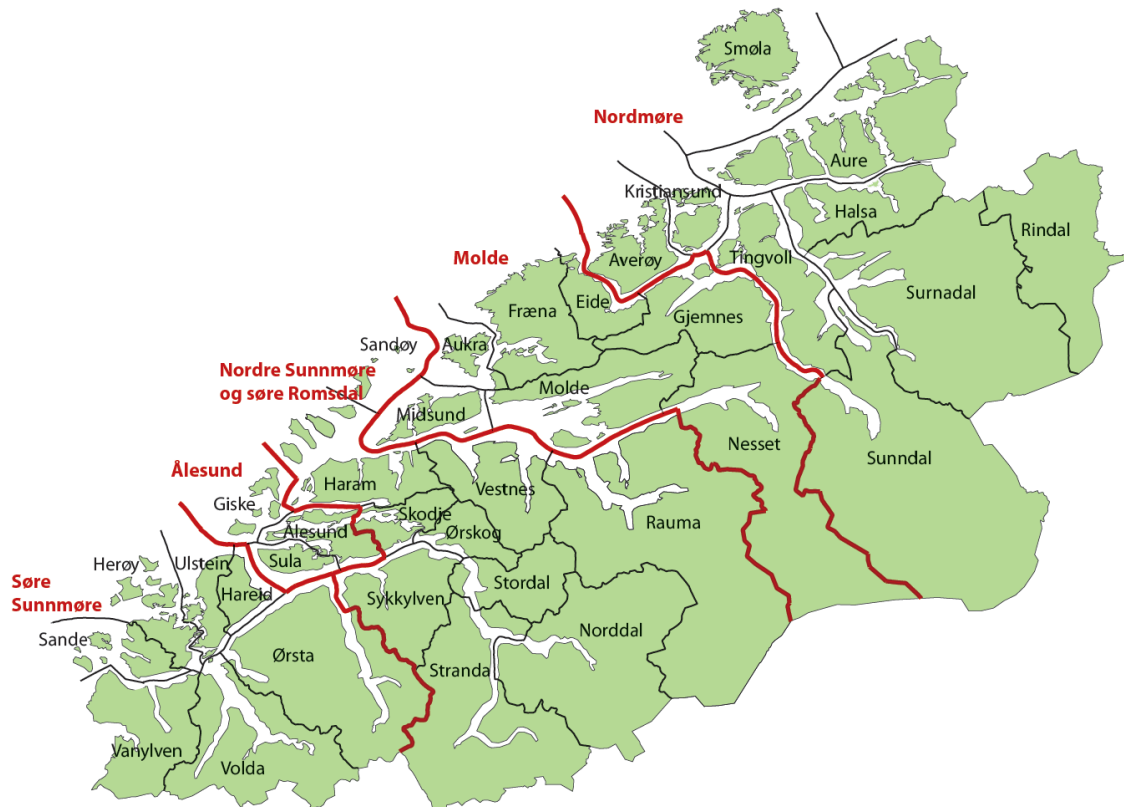 Smøla
Nordmøre
Aure
Kristiansund
Halsa
Rindal
Averøy
Tingvoll
Molde
Surnadal
Eide
Fræna
Gjemnes
Sandøy
Aukra
Nordre Sunnmøre
og søre Romsdal
Molde
Midsund
Nesset
Sunndal
Ålesund
Haram
Vestnes
Giske
Skodje
Rauma
Ålesund
Ørskog
Herøy
Ulstein
Sula
Stordal
Søre
Sunnmøre
Hareid
Sykkylven
Norddal
Sande
Ørsta
Stranda
Vanylven
Volda